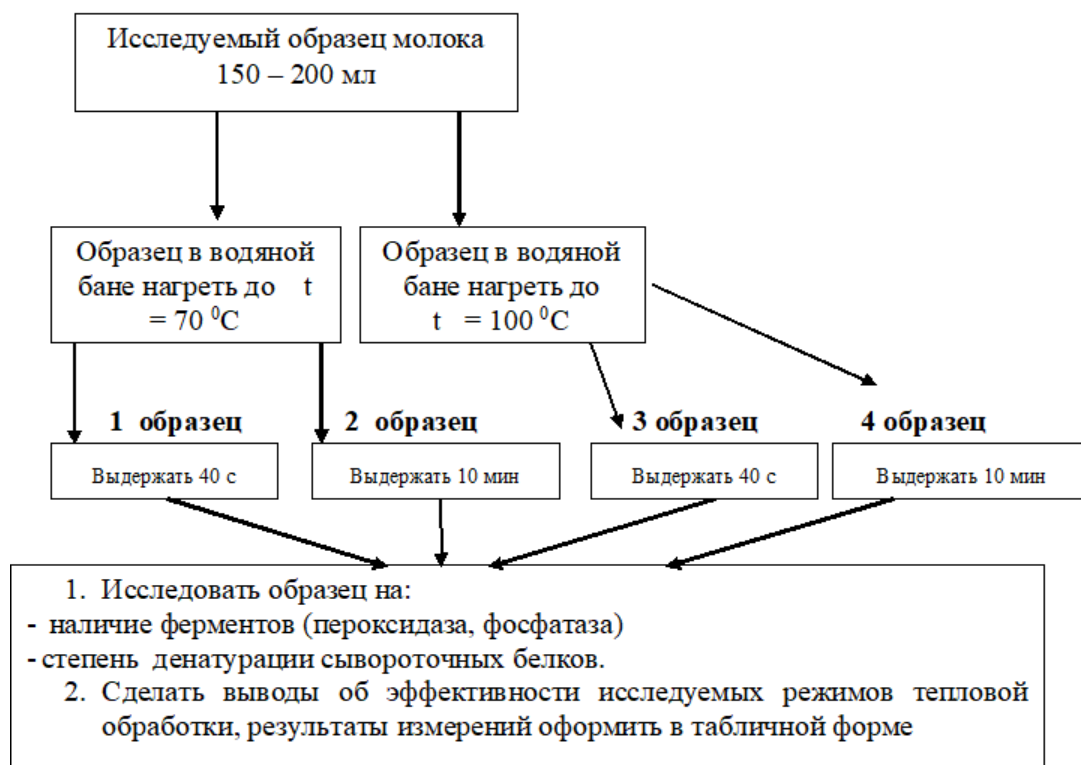 Исследуемый образец молока
150 – 200 мл
Образец в водяной
бане нагреть до t
= 70 ⁰С
Образец в водяной
бане нагреть до
t = 100 ⁰С
1 образец
2 образец
3 образец
4 образец
Выдержать 40 с
Выдержать 10 мин
Выдержать 40 с
Выдержать 10 мин
1. Исследовать образец на:
- наличие ферментов (пероксидаза, фосфатаза)
- степень денатурации сывороточных белков.
2. Сделать выводы об эффективности исследуемых режимов тепловой
обработки, результаты измерений оформить в табличной форме